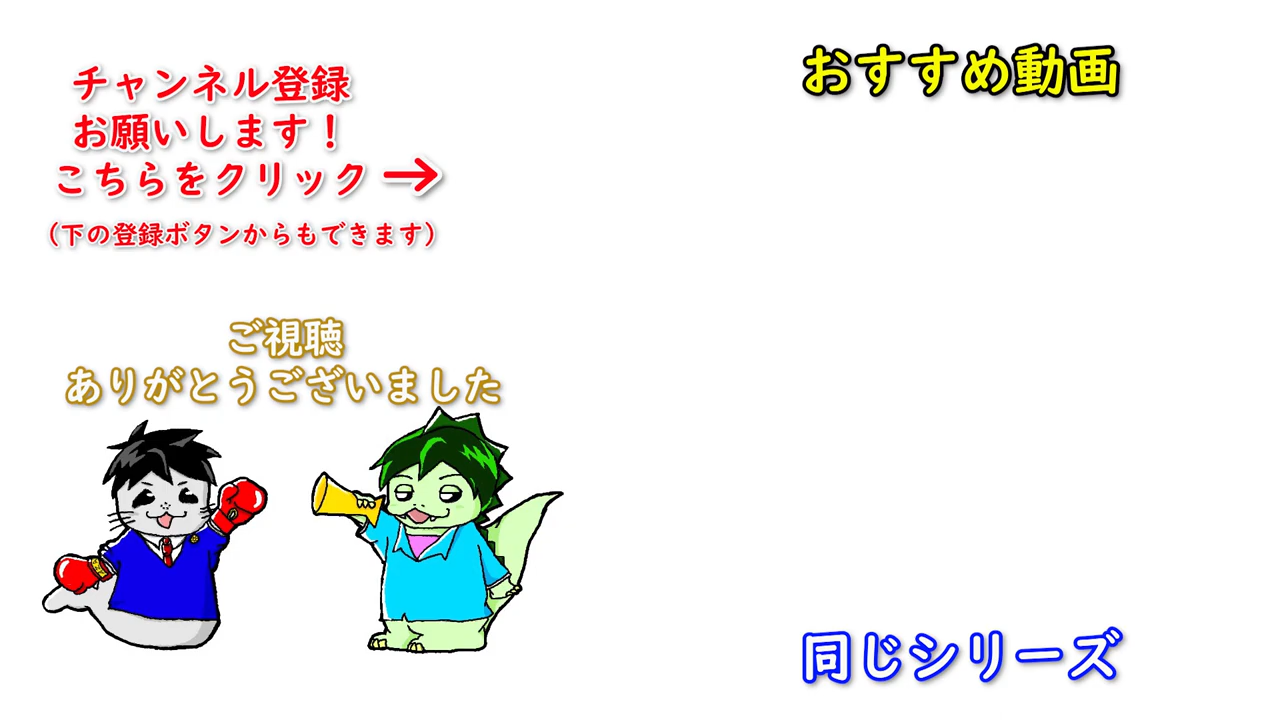 チャンネル登録
お願いします！
こちらをクリック→
（下の登録ボタンからもできます）
ご視聴
ありがとうございました
おすすめ動画
同じシリーズ